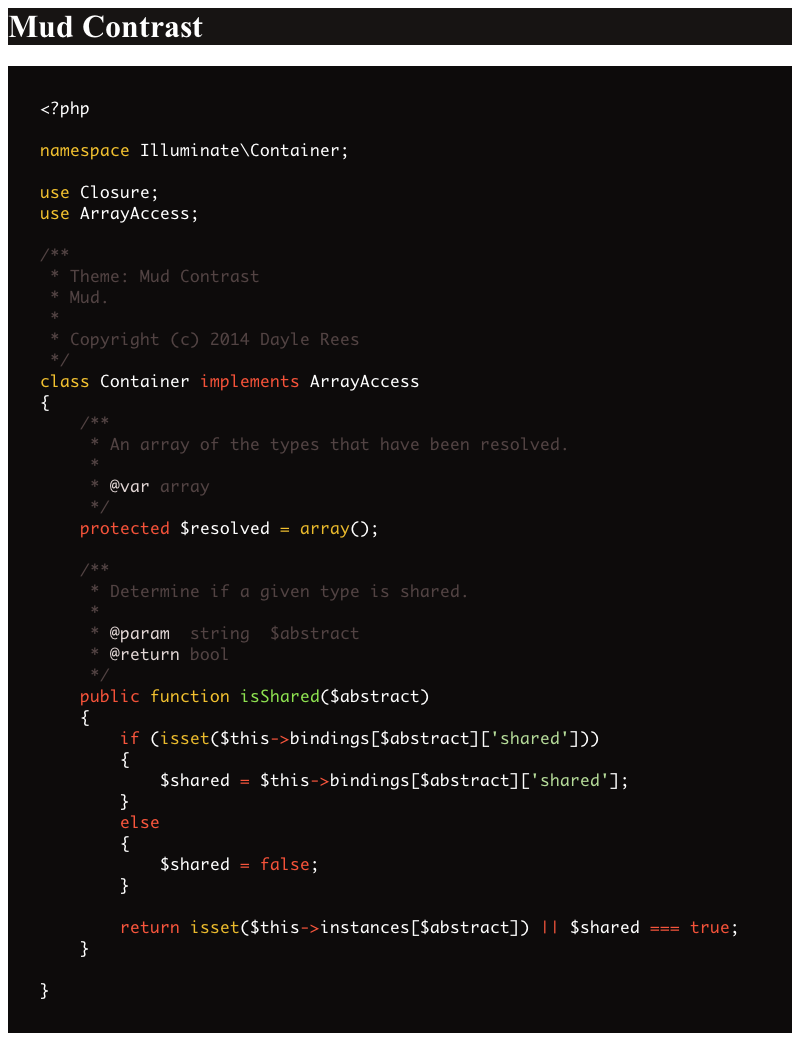 Mud Contrast
<?php
namespace Illuminate\Container;
use Closure;
use ArrayAccess;
/**
 * Theme: Mud Contrast
 * Mud.
 *
 * Copyright (c) 2014 Dayle Rees
 */
class Container implements ArrayAccess
{
    /**
     * An array of the types that have been resolved.
     *
     * @var array
     */
    protected $resolved = array();
    /**
     * Determine if a given type is shared.
     *
     * @param  string  $abstract
     * @return bool
     */
    public function isShared($abstract)
    {
        if (isset($this->bindings[$abstract]['shared']))
        {
            $shared = $this->bindings[$abstract]['shared'];
        }
        else
        {
            $shared = false;
        }
        return isset($this->instances[$abstract]) || $shared === true;
    }
}